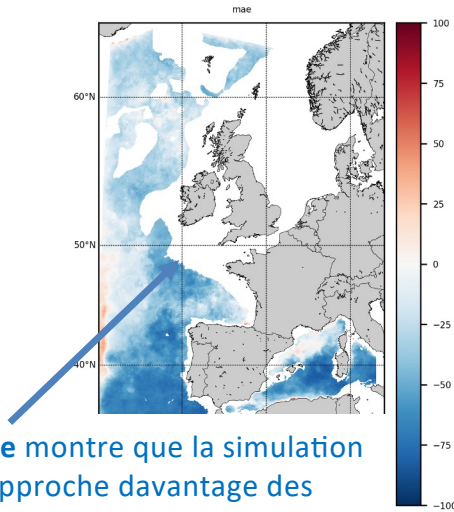 mae
100
75
60°N
50
25
50°N
0
−25
40°N
−50
e montre que la simulation
−75
pproche davantage des
−100